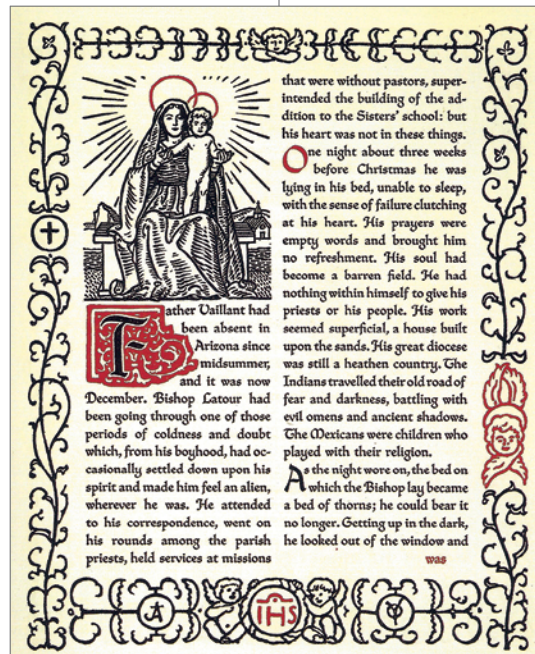 Father Vaillant had
been absent in
Arizona since
midsummer,
and it was now
December. Bishop Latour had
been going through one of those
periods of coldness and doubt
which, from his boyhood, had oc-
casionally settled down upon his
spirit and made him feel an alien,
wherever he was. He attended
to his correspondence, went on
his rounds among the parish
priests, held services at missions
that were without pastors, super-
intended the building of the ad-
dition to the Sisters' school: but
his heart was not in these things.
One night about three weeks
before Christmas he was
lying in his bed, unable to sleep,
with the sense of failure clutching
at his heart. His prayers were
empty words and brought him
no refreshment. His soul had
become a barren field. He had
nothing within himself to give his
priests or his people. His work
seemed superficial, a house built
upon the sands. His great diocese
was still a heathen country. The
Indians travelled their old road of
fear and darkness, battling with
evil omens and ancient shadows.
The Mexicans were children who
played with their religion.
As the night wore on, the bed on
which the Bishop lay became
a bed of thorns; he could bear it
no longer. Getting up in the dark,
he looked out of the window and
was
IHS